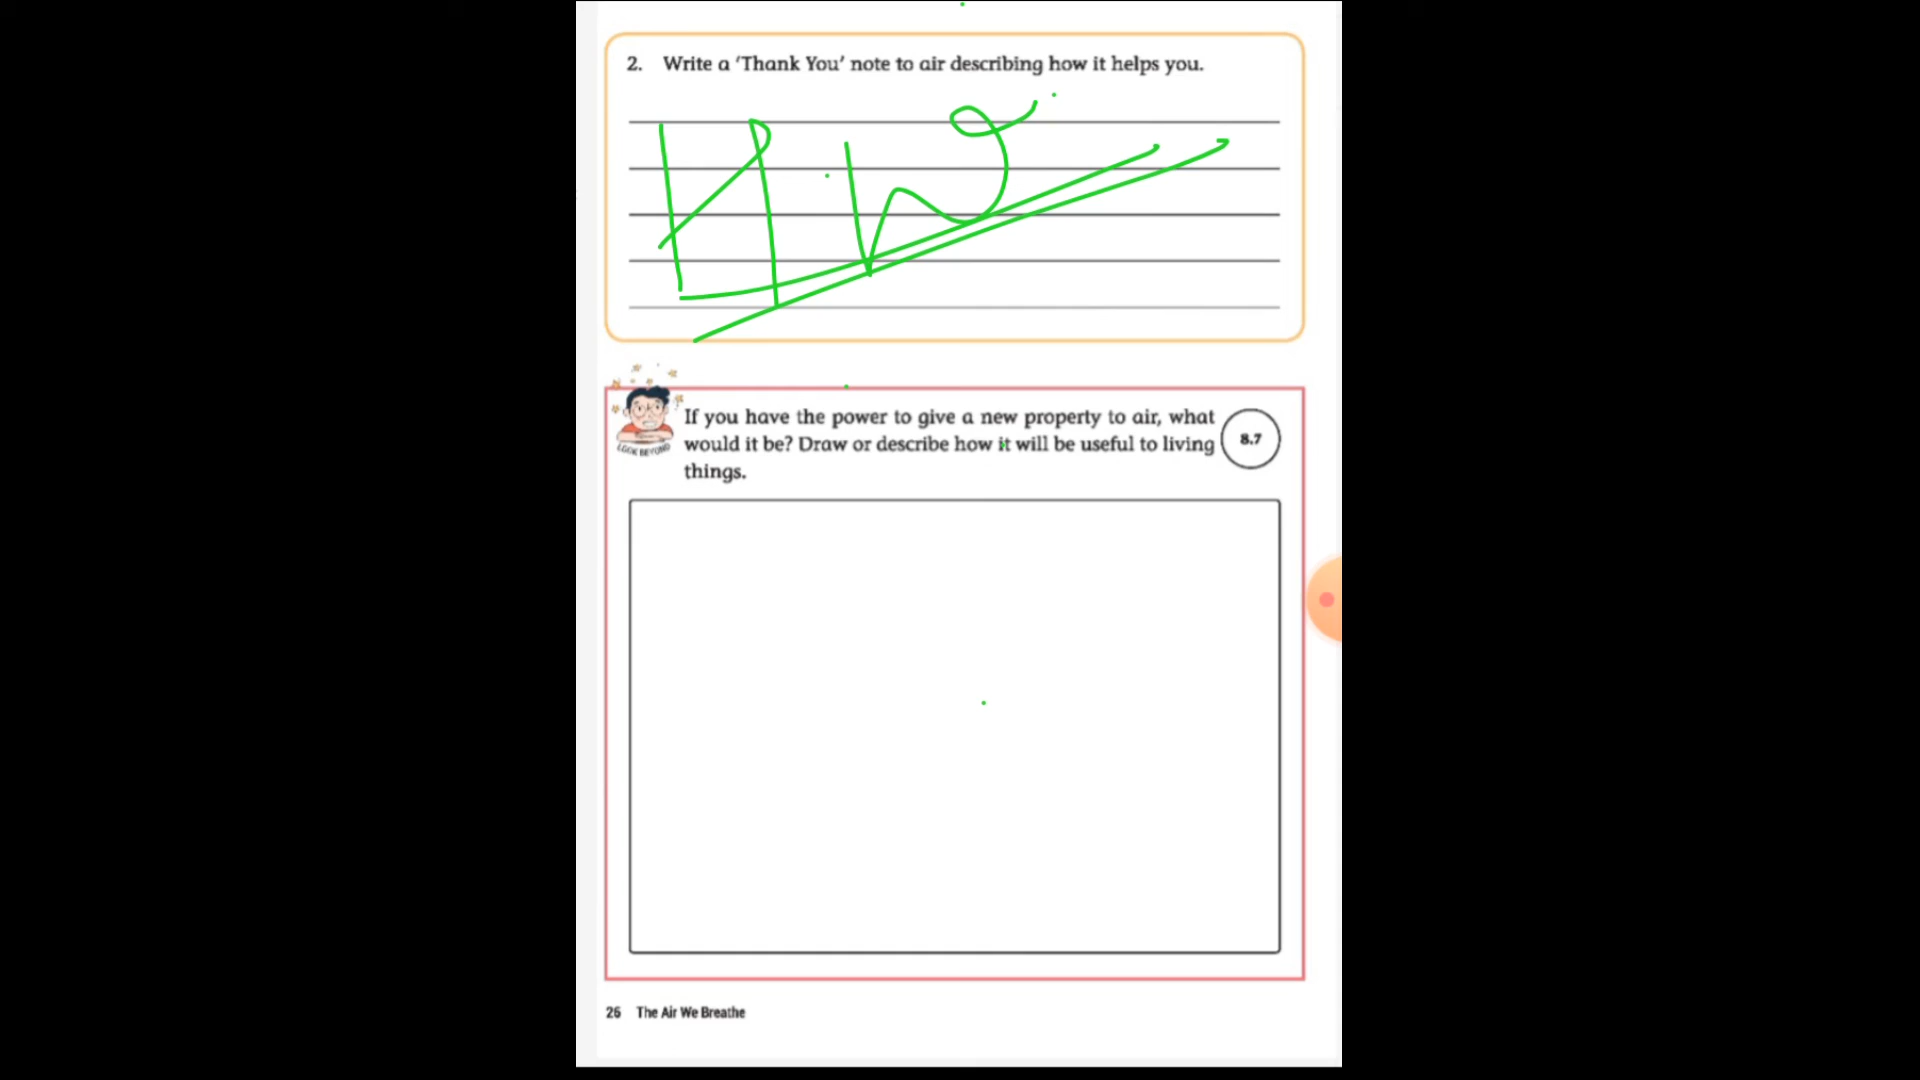 2. Write a ‘Thank You’ note to air describing how it helps you.
H.W
If you have the power to give a new property to air, what
would it be? Draw or describe how it will be useful to living
things.
8.7
LOOK BEYOND
26 The Air We Breathe